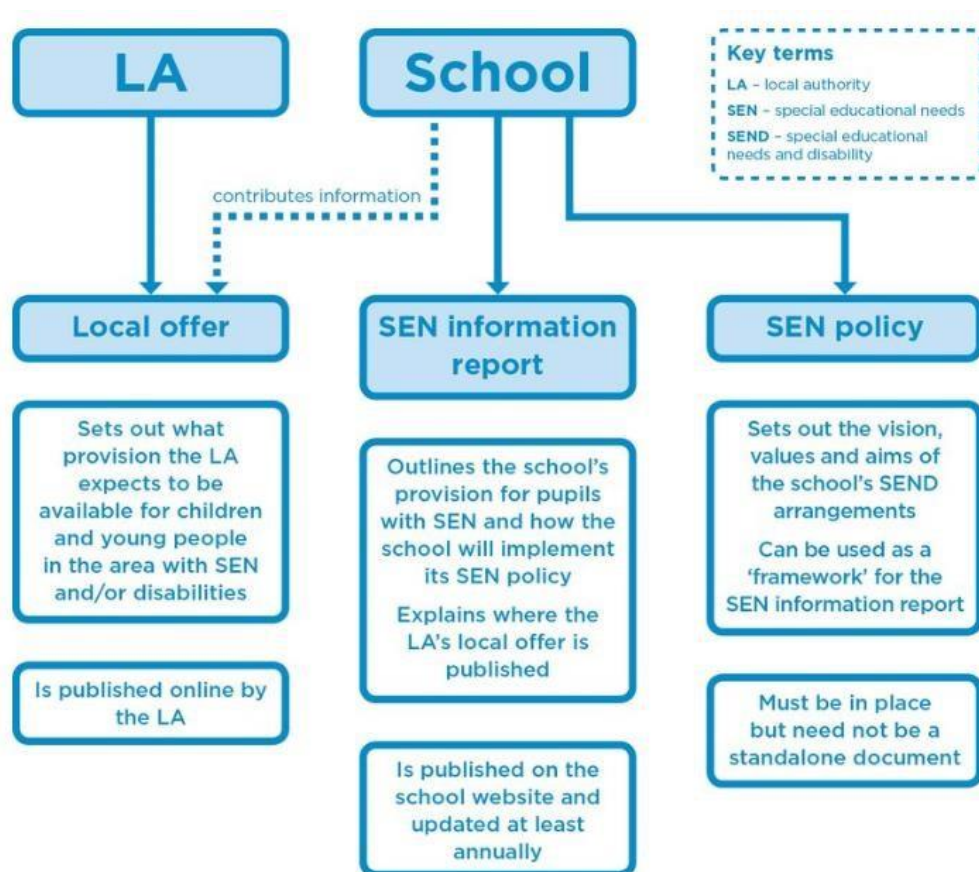 LA
School
Key terms
LA – local authority
SEN – special educational needs
SEND – special educational
needs and disability
contributes information
Local offer
SEN information
report
SEN policy
Sets out what
provision the LA
expects to be
available for children
and young people
in the area with SEN
and/or disabilities
Is published online by
the LA
Outlines the school’s
provision for pupils
with SEN and how the
school will implement
its SEN policy
Explains where the
LA’s local offer is
published
Is published on the
school website and
updated at least
annually
Sets out the vision,
values and aims of
the school’s SEND
arrangements
Can be used as a
‘framework’ for the
SEN information report
Must be in place
but need not be a
standalone document